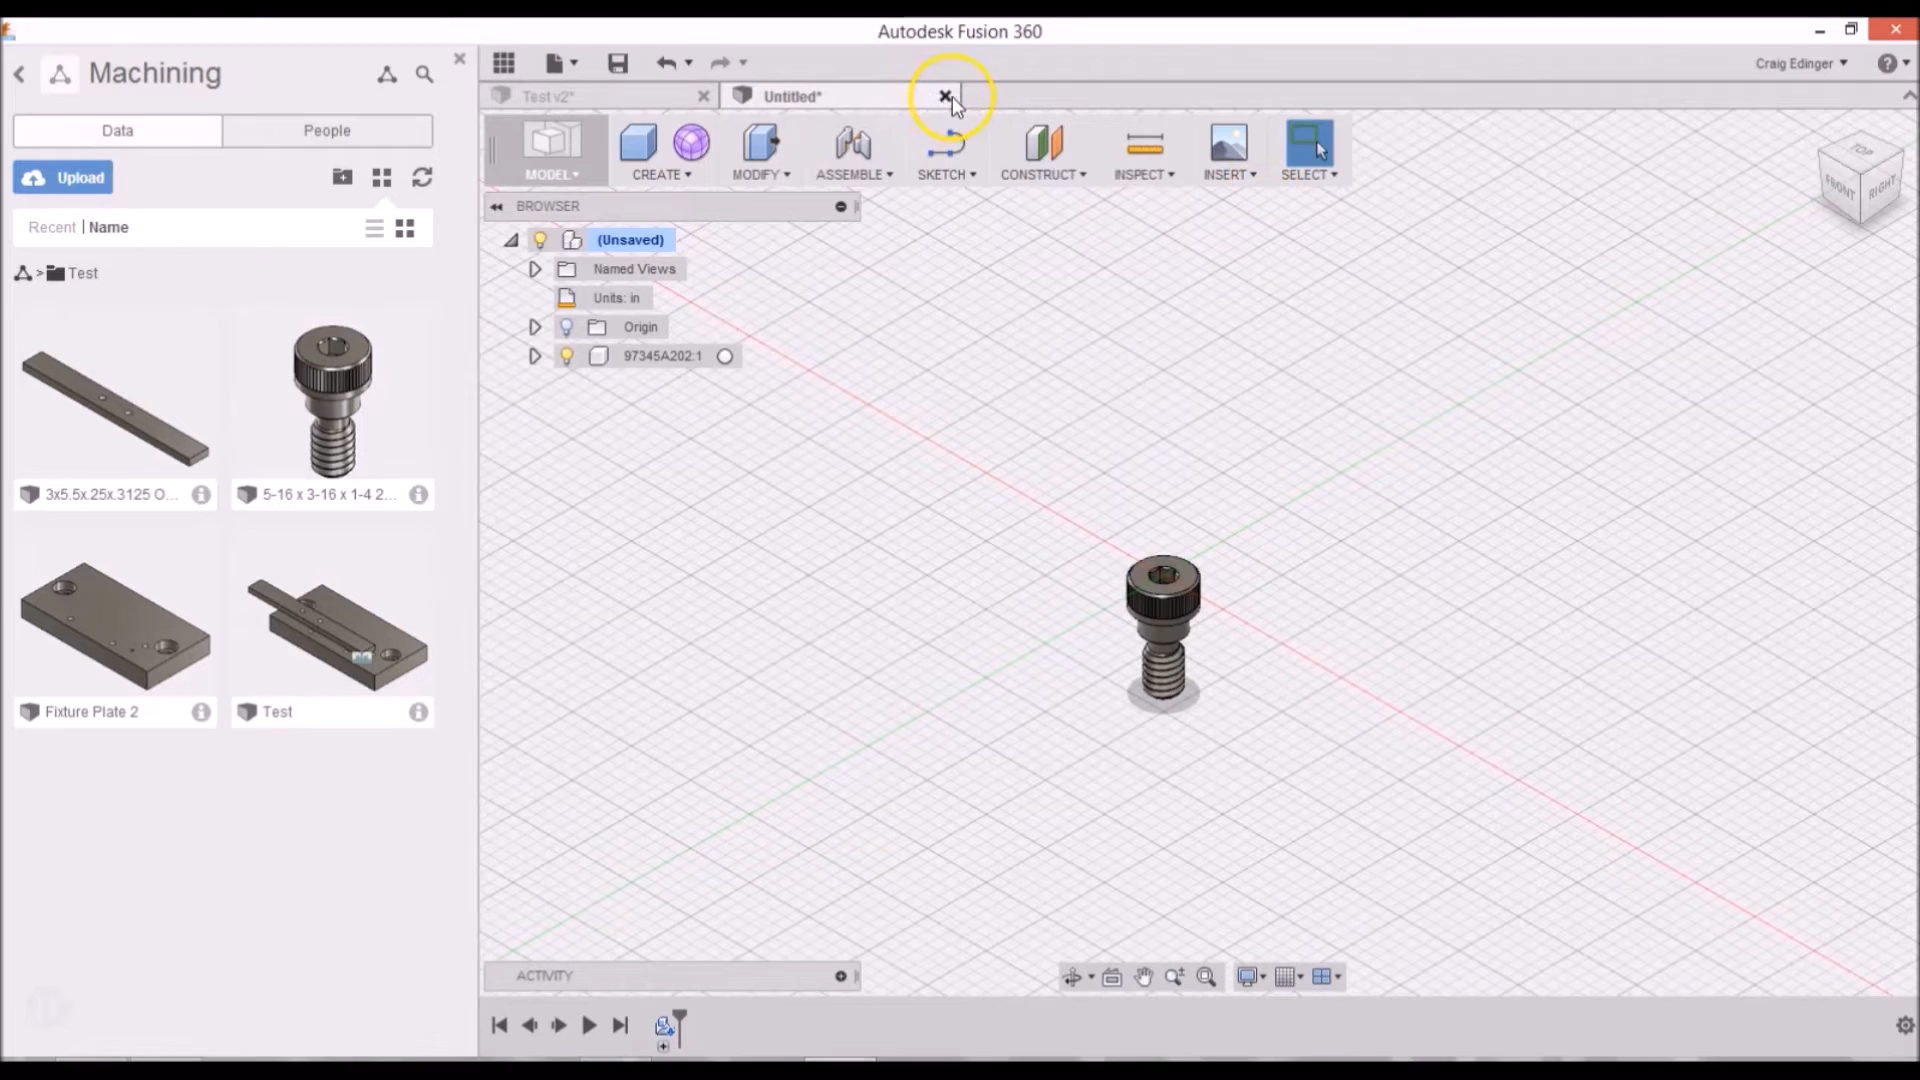 Autodesk Fusion 360
Machining
Craig Edinger
Test v2*
Untitled*
Data
People
Upload
MODEL
CREATE
MODIFY
ASSEMBLE
SKETCH
CONSTRUCT
INSPECT
INSERT
SELECT
TOP
FRONT
RIGHT
BROWSER
Recent | Name
(Unsaved)
> Test
Named Views
Units: in
Origin
97345A202:1
3x5.5x.25x.3125 O...
5-16 x 3-16 x 1-4 2...
Fixture Plate 2
Test
ACTIVITY